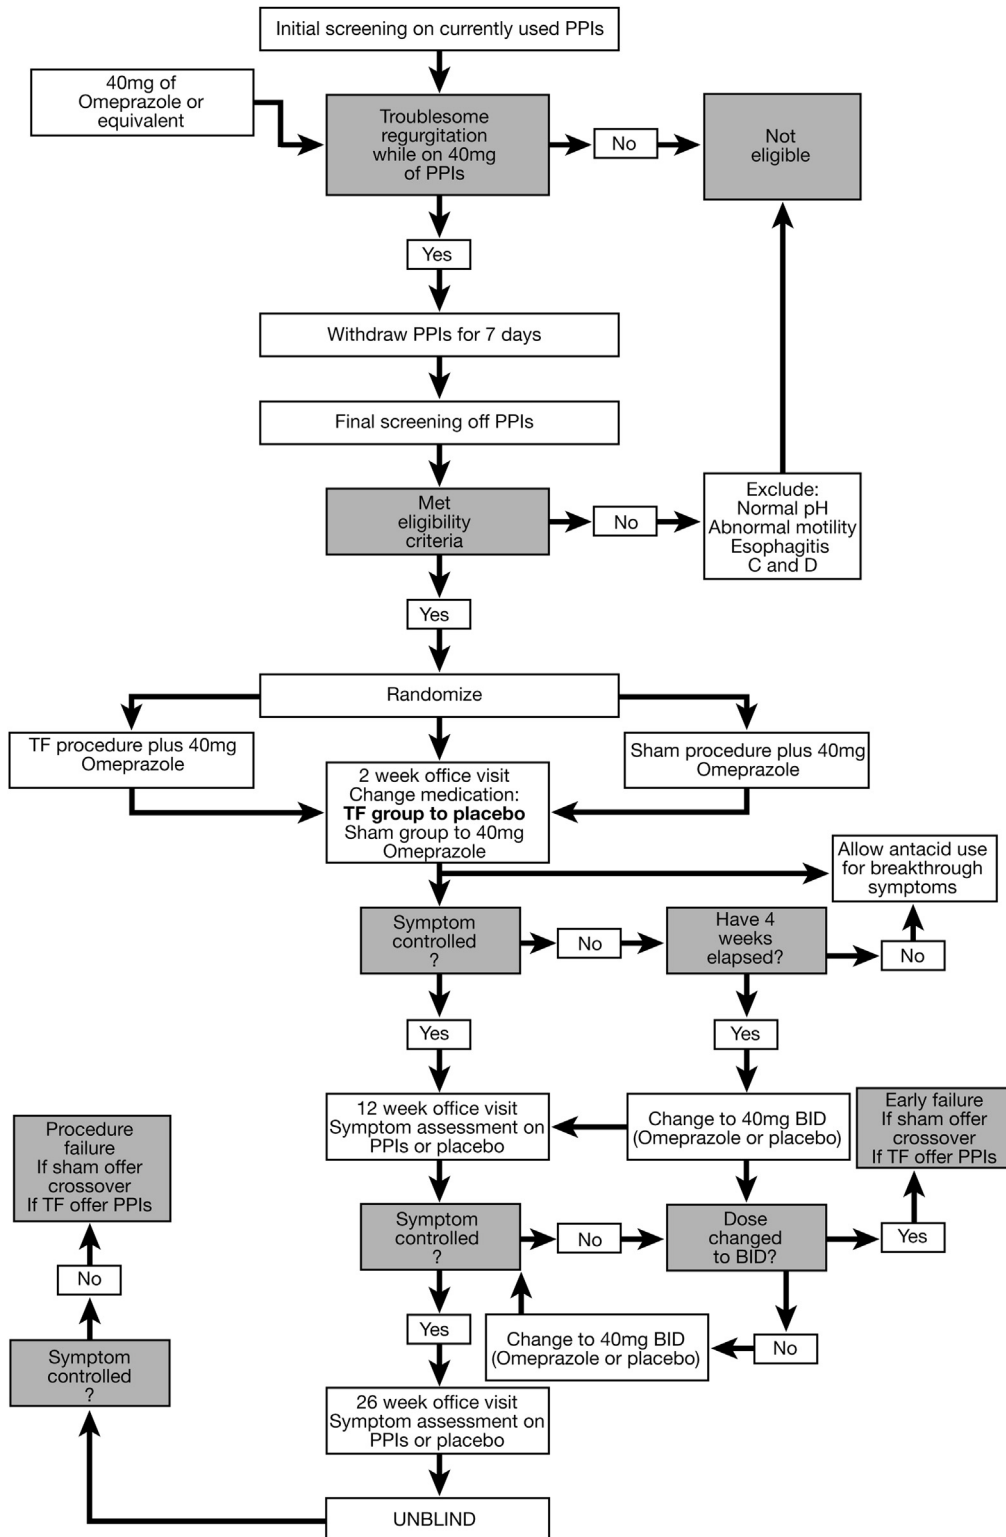 Initial screening on currently used PPIs
40mg of
Omeprazole or
equivalent
Troublesome
regurgitation
while on 40mg
of PPIs
No
Not
eligible
Yes
Withdraw PPIs for 7 days
Final screening off PPIs
Met
eligibility
criteria
No
Exclude:
Normal pH
Abnormal motility
Esophagitis
C and D
Yes
Randomize
TF procedure plus 40mg
Omeprazole
Sham procedure plus 40mg
Omeprazole
2 week office visit
Change medication:
TF group to placebo
Sham group to 40mg
Omeprazole
Allow antacid use
for breakthrough
symptoms
Symptom
controlled
?
No
Have 4
weeks
elapsed?
No
Yes
Yes
12 week office visit
Symptom assessment on
PPIs or placebo
Change to 40mg BID
(Omeprazole or placebo)
Early failure
If sham offer
crossover
If TF offer PPIs
Procedure
failure
If sham offer
crossover
If TF offer PPIs
Symptom
controlled
?
No
Dose
changed
to BID?
Yes
No
Yes
Change to 40mg BID
(Omeprazole or placebo)
No
Symptom
controlled
?
26 week office visit
Symptom assessment on
PPIs or placebo
UNBLIND